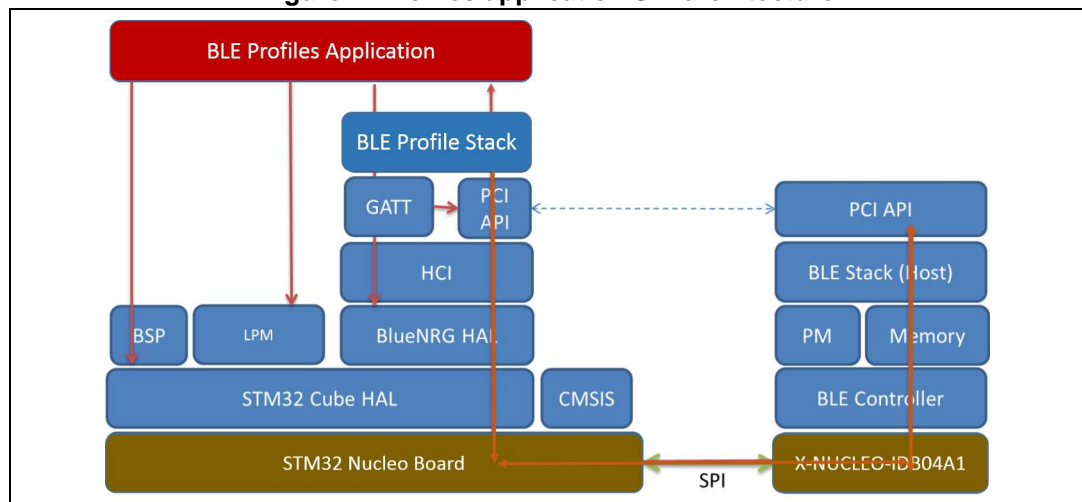 BLE Profiles Application
BLE Profile Stack
GATT
PCI
API
PCI API
HCI
BLE Stack (Host)
BSP
LPM
BlueNRG HAL
PM
Memory
STM32 Cube HAL
CMSIS
BLE Controller
STM32 Nucleo Board
SPI
X-NUCLEO-IDB04A1